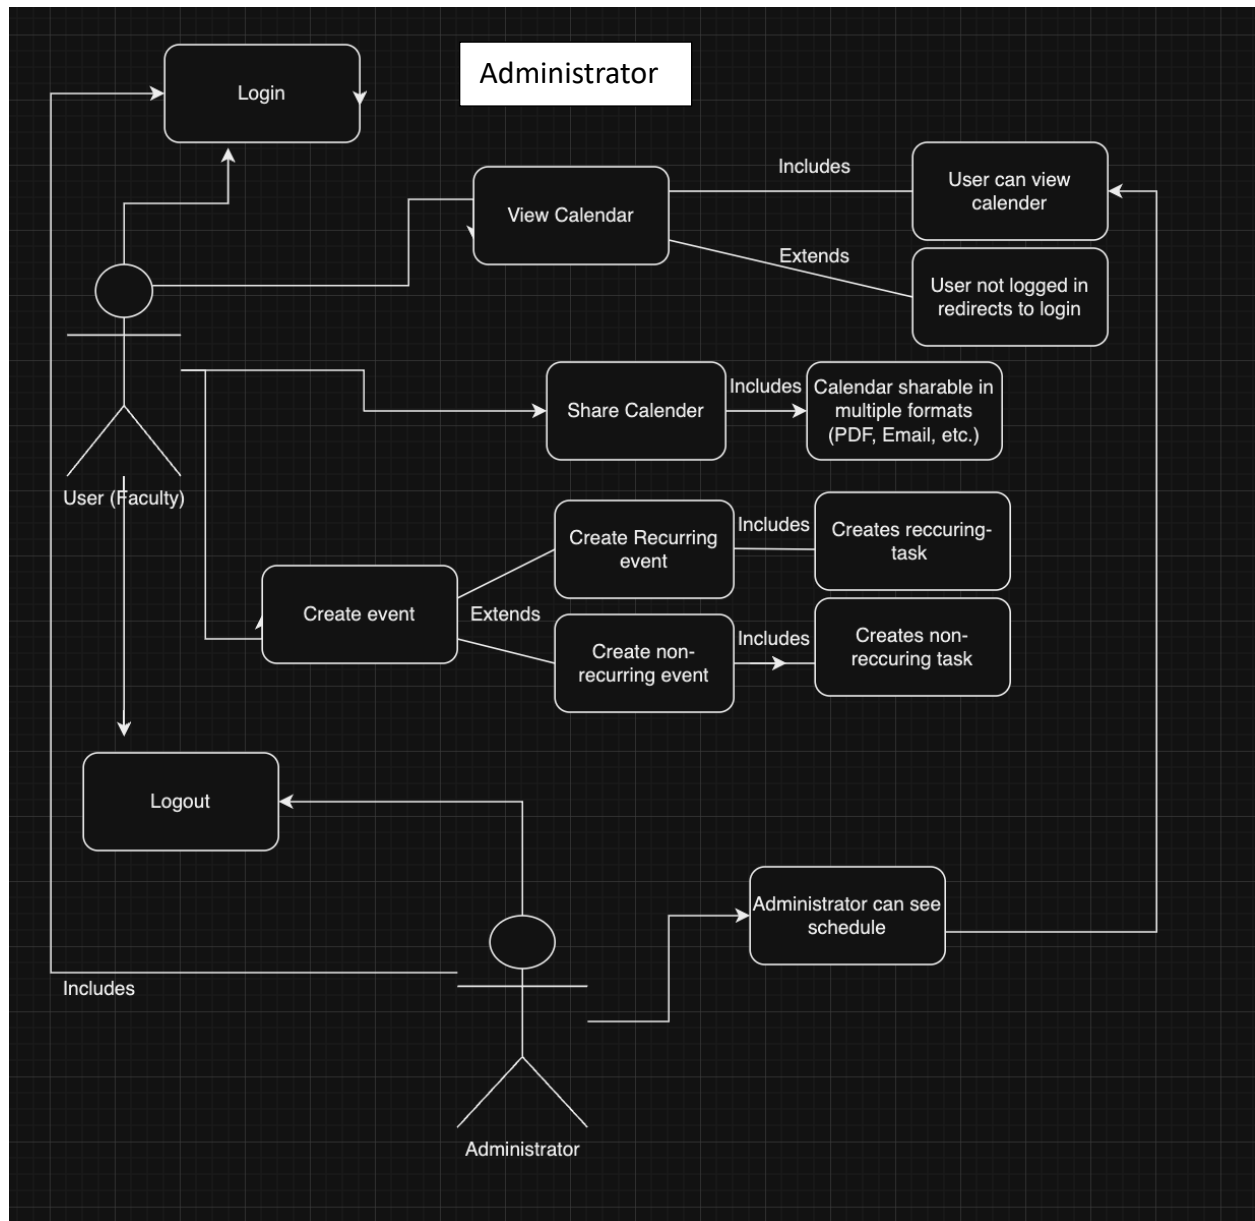 Administrator
Login
Includes
User can view
calender
View Calendar
Extends
User not logged in
redirects to login
Includes
Calendar sharable in
multiple formats
(PDF, Email, etc.)
Share Calender
User (Faculty)
Create Recurring
event
Includes
Creates reccuring-
task
Create event
Extends
Create non-
recurring event
Includes
Creates non-
reccuring task
Logout
Administrator can see
schedule
Includes
Administrator